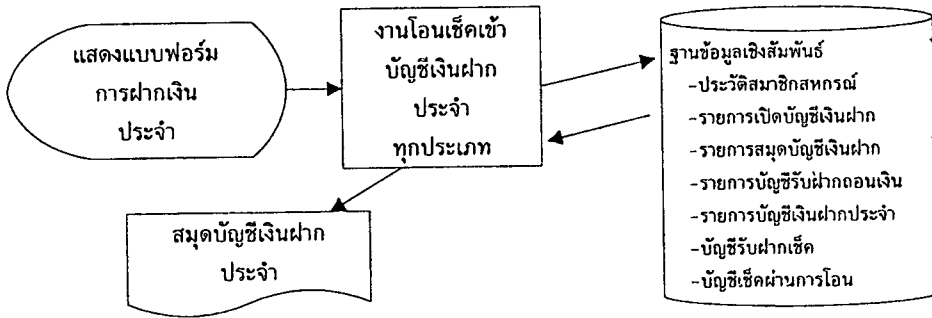 แสดงแบบฟอร์ม
การฝากเงิน
ประจำ
งานโอนเช็คเข้า
บัญชีเงินฝาก
ประจำ
ทุกประเภท
สมุดบัญชีเงินฝาก
ประจำ
ฐานข้อมูลเชิงสัมพันธ์
-ประวัติสมาชิกสหกรณ์
-รายการเปิดบัญชีเงินฝาก
-รายการสมุดบัญชีเงินฝาก
-รายการบัญชีรับฝากถอนเงิน
-รายการบัญชีเงินฝากประจำ
-บัญชีรับฝากเช็ค
-บัญชีเช็คผ่านการโอน